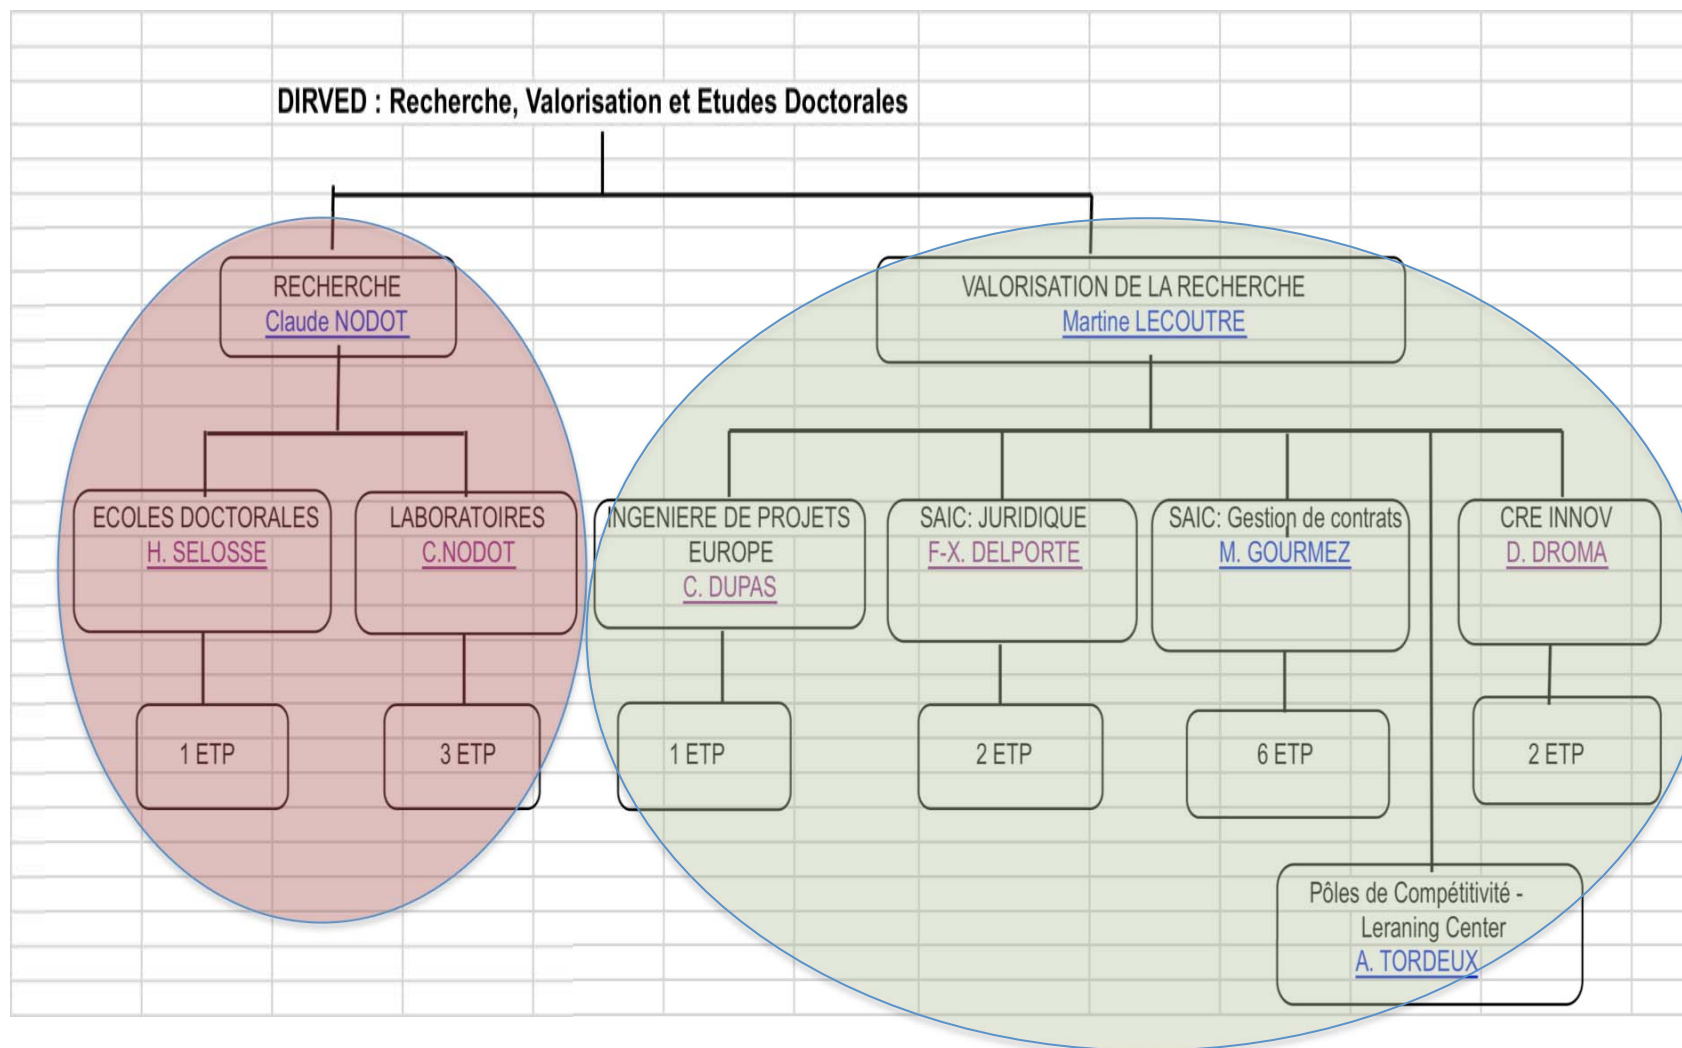 DIRVED : Recherche, Valorisation et Etudes Doctorales
RECHERCHE
Claude NODOT
VALORISATION DE LA RECHERCHE
Martine LECOUTRE
ECOLES DOCTORALES
H. SELOSSE
LABORATOIRES
C.NODOT
INGENIERE DE PROJETS
EUROPE
C. DUPAS
SAIC: JURIDIQUE
F-X. DELPORTE
SAIC: Gestion de contrats
M. GOURMEZ
CRE INNOV
D. DROMA
1 ETP
3 ETP
1 ETP
2 ETP
6 ETP
2 ETP
Pôles de Compétitivité -
Leraning Center
A. TORDEUX